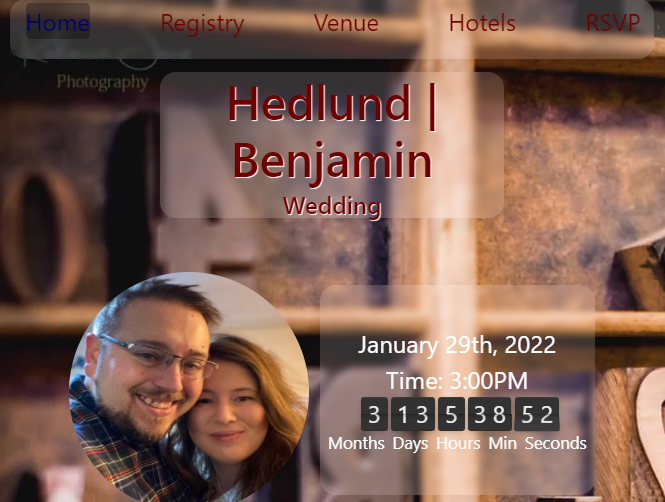 Home Registry Venue Hotels RSVP
Photography
Hedlund |
Benjamin
Wedding
January 29th, 2022
Time: 3:00PM
3 13 5 38 52
Months Days Hours Min Seconds